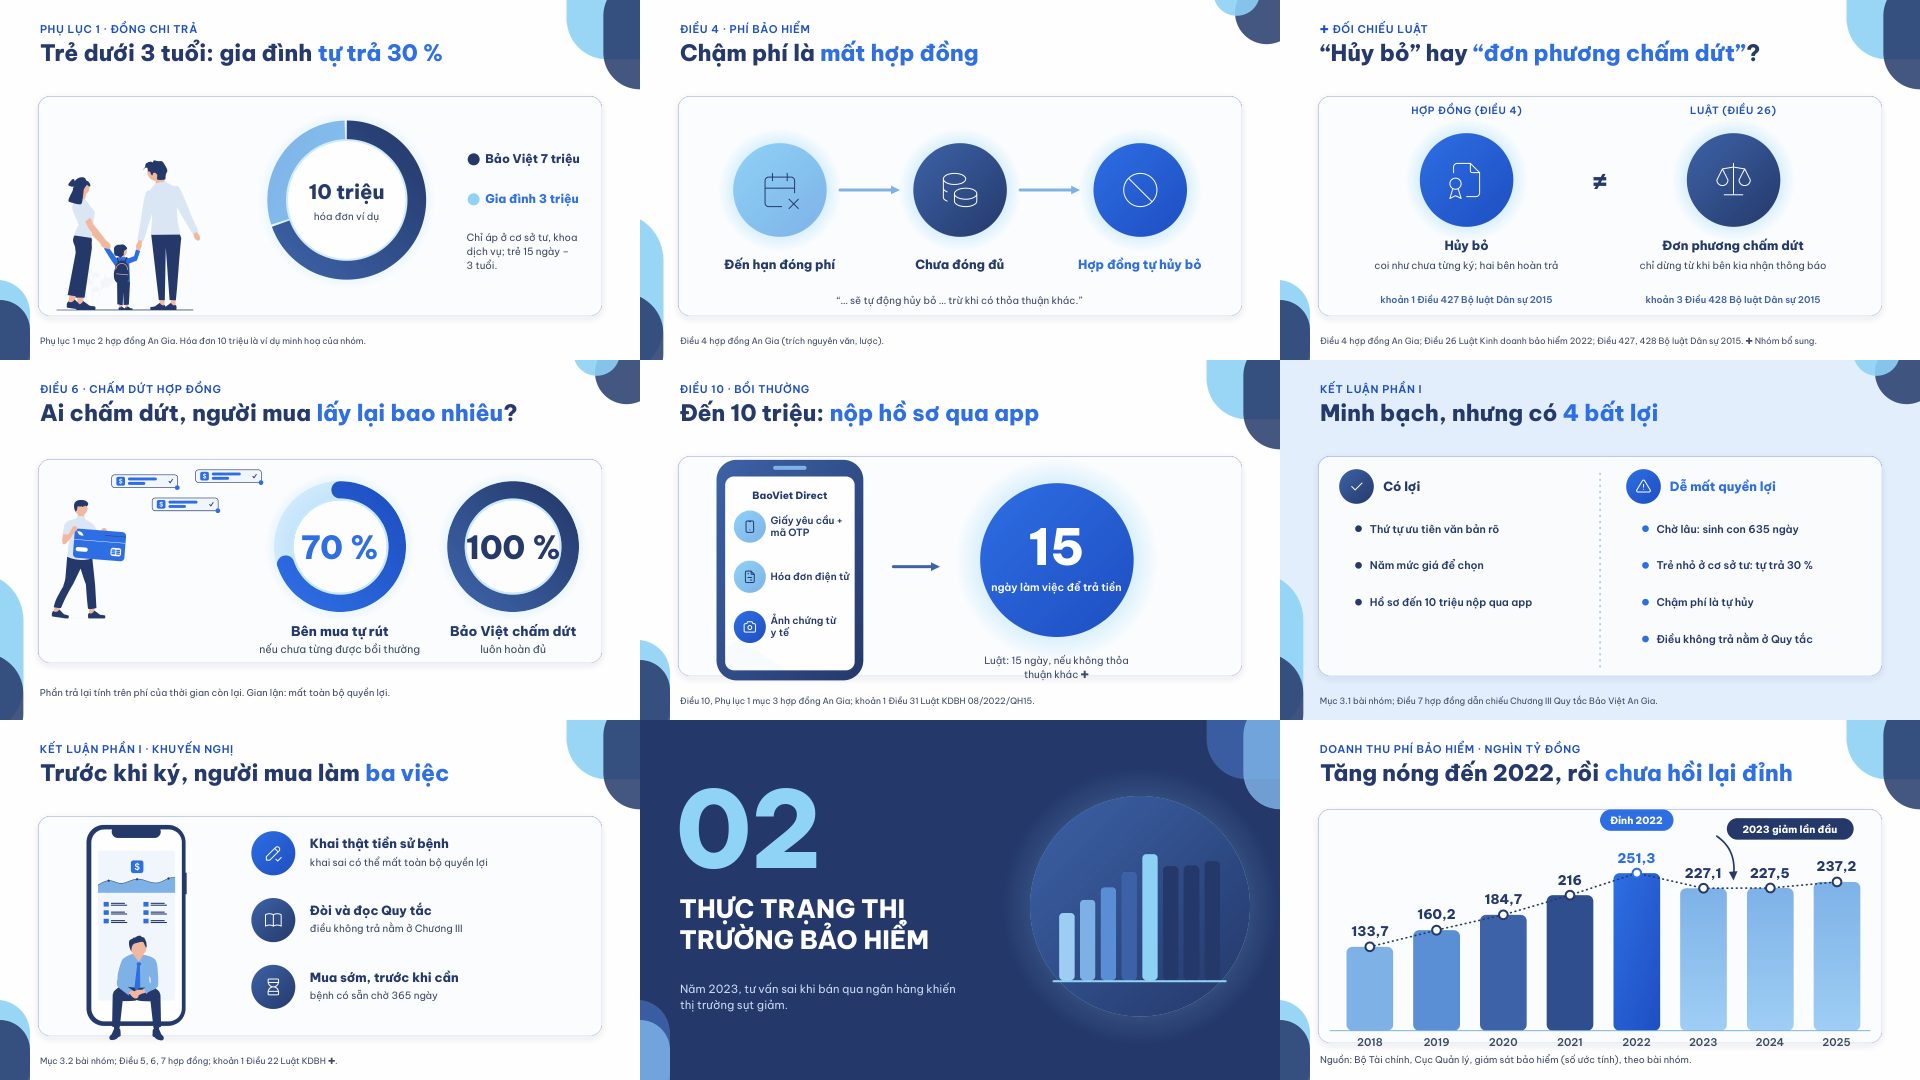 PHỤ LỤC 1 · ĐỒNG CHI TRẢ
Trẻ dưới 3 tuổi: gia đình tự trả 30 %
10 triệu
hóa đơn ví dụ
Bảo Việt 7 triệu
Gia đình 3 triệu
Chỉ áp ở cơ sở tư, khoa
dịch vụ; trẻ 15 ngày –
3 tuổi.
Phụ lục 1 mục 2 hợp đồng An Gia. Hóa đơn 10 triệu là ví dụ minh hoạ của nhóm.
ĐIỀU 4 · PHÍ BẢO HIỂM
Chậm phí là mất hợp đồng
Đến hạn đóng phí
Chưa đóng đủ
Hợp đồng tự hủy bỏ
“… sẽ tự động hủy bỏ … trừ khi có thỏa thuận khác.”
Điều 4 hợp đồng An Gia (trích nguyên văn, lược).
✚ ĐỐI CHIẾU LUẬT
“Hủy bỏ” hay “đơn phương chấm dứt”?
HỢP ĐỒNG (ĐIỀU 4)
LUẬT (ĐIỀU 26)
≠
Hủy bỏ
Đơn phương chấm dứt
coi như chưa từng ký; hai bên hoàn trả
chỉ dừng từ khi bên kia nhận thông báo
khoản 1 Điều 427 Bộ luật Dân sự 2015
khoản 3 Điều 428 Bộ luật Dân sự 2015
Điều 4 hợp đồng An Gia; Điều 26 Luật Kinh doanh bảo hiểm 2022; Điều 427, 428 Bộ luật Dân sự 2015. ✚ Nhóm bổ sung.
ĐIỀU 6 · CHẤM DỨT HỢP ĐỒNG
Ai chấm dứt, người mua lấy lại bao nhiêu?
$
$
$
70 %
100 %
Bên mua tự rút
Bảo Việt chấm dứt
nếu chưa từng được bồi thường
luôn hoàn đủ
Phần trả lại tính trên phí của thời gian còn lại. Gian lận: mất toàn bộ quyền lợi.
ĐIỀU 10 · BỒI THƯỜNG
Đến 10 triệu: nộp hồ sơ qua app
BaoViet Direct
Giấy yêu cầu +
mã OTP
Hóa đơn điện tử
Ảnh chứng từ
y tế
15
ngày làm việc để trả tiền
Luật: 15 ngày, nếu không thỏa
thuận khác ✚
Điều 10, Phụ lục 1 mục 3 hợp đồng An Gia; khoản 1 Điều 31 Luật KDBH 08/2022/QH15.
KẾT LUẬN PHẦN I
Minh bạch, nhưng có 4 bất lợi
Có lợi
Thứ tự ưu tiên văn bản rõ
Năm mức giá để chọn
Hồ sơ đến 10 triệu nộp qua app
Dễ mất quyền lợi
Chờ lâu: sinh con 635 ngày
Trẻ nhỏ ở cơ sở tư: tự trả 30 %
Chậm phí là tự hủy
Điều không trả nằm ở Quy tắc
Mục 3.1 bài nhóm; Điều 7 hợp đồng dẫn chiếu Chương III Quy tắc Bảo Việt An Gia.
KẾT LUẬN PHẦN I · KHUYẾN NGHỊ
Trước khi ký, người mua làm ba việc
$
Khai thật tiền sử bệnh
khai sai có thể mất toàn bộ quyền lợi
Đòi và đọc Quy tắc
điều không trả nằm ở Chương III
Mua sớm, trước khi cần
bệnh có sẵn chờ 365 ngày
Mục 3.2 bài nhóm; Điều 5, 6, 7 hợp đồng; khoản 1 Điều 22 Luật KDBH ✚.
02
THỰC TRẠNG THỊ
TRƯỜNG BẢO HIỂM
Năm 2023, tư vấn sai khi bán qua ngân hàng khiến
thị trường sụt giảm.
DOANH THU PHÍ BẢO HIỂM · NGHÌN TỶ ĐỒNG
Tăng nóng đến 2022, rồi chưa hồi lại đỉnh
Đỉnh 2022
2023 giảm lần đầu
133,7
160,2
184,7
216
251,3
227,1
227,5
237,2
2018
2019
2020
2021
2022
2023
2024
2025
Nguồn: Bộ Tài chính, Cục Quản lý, giám sát bảo hiểm (số ước tính), theo bài nhóm.